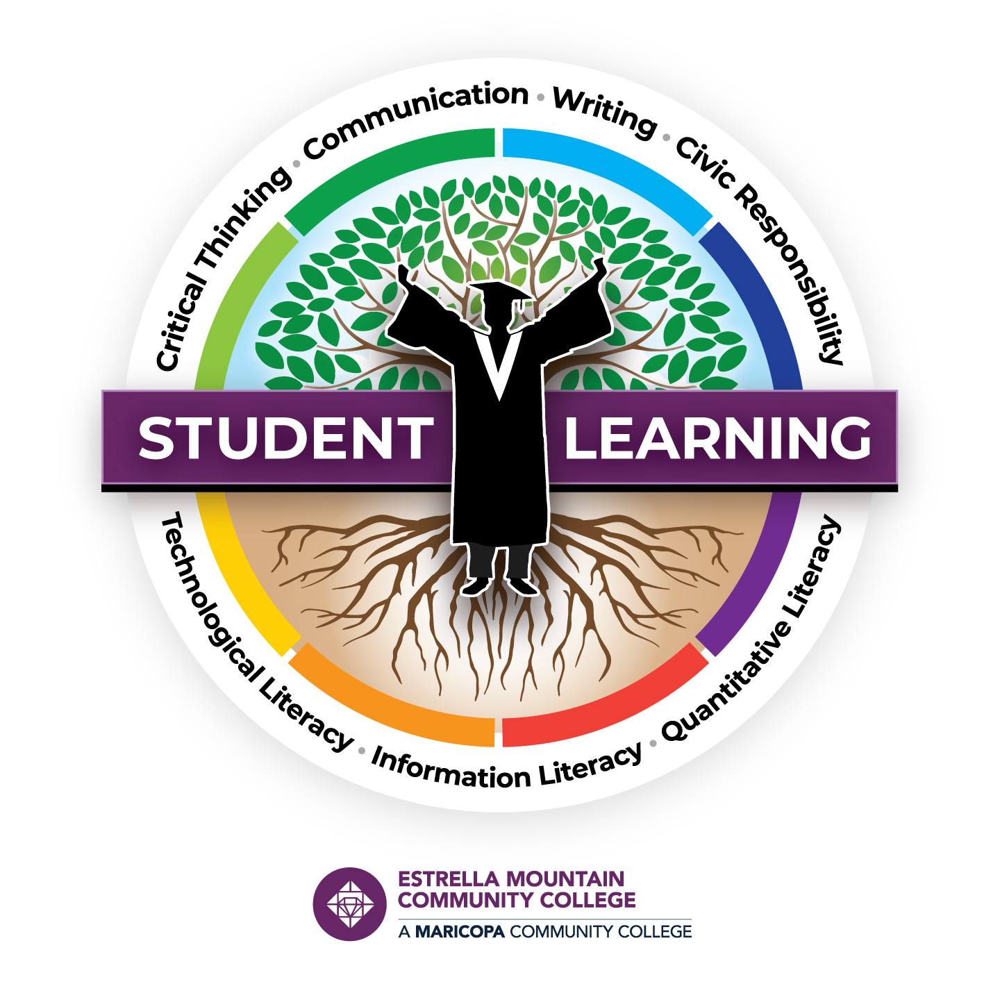 Critical Thinking • Communication • Writing • Civic Responsibility
STUDENT LEARNING
Technological Literacy • Information Literacy • Quantitative Literacy
ESTRELLA MOUNTAIN
COMMUNITY COLLEGE
A MARICOPA COMMUNITY COLLEGE